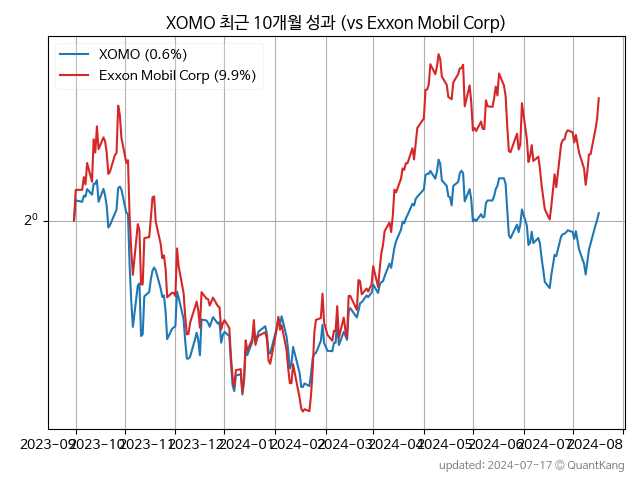 XOMO 최근 10개월 성과 (vs Exxon Mobil Corp)
XOMO (0.6%)
Exxon Mobil Corp (9.9%)
2⁰
2023-09 2023-10 2023-11 2023-12 2024-01 2024-02 2024-03 2024-04 2024-05 2024-06 2024-07 2024-08
updated: 2024-07-17 © QuantKang